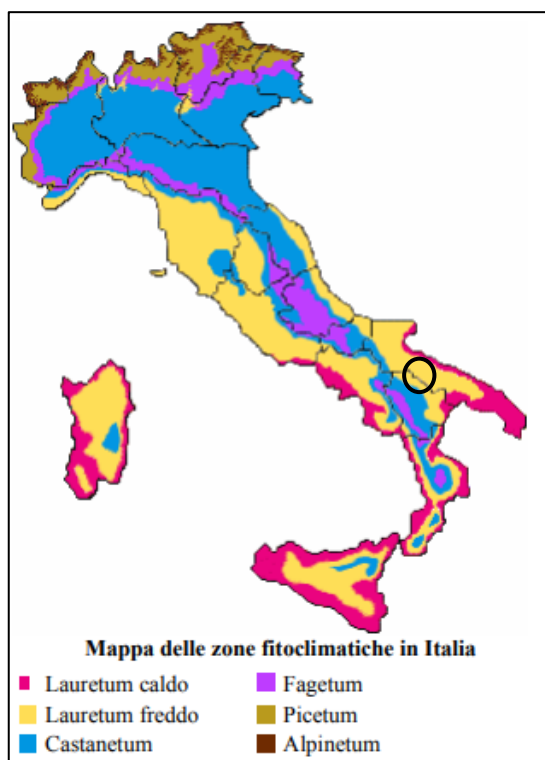 Mappa delle zone fitoclimatiche in Italia
Lauretum caldo
Lauretum freddo
Castanetum
Fagetum
Picetum
Alpinetum